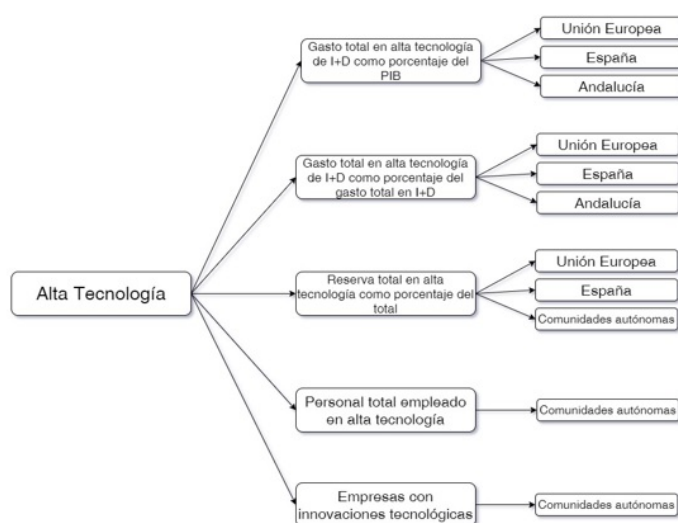 Alta Tecnología
Gasto total en alta tecnología
de I+D como porcentaje del
PIB
Unión Europea
España
Andalucía
Gasto total en alta tecnología
de I+D como porcentaje del
gasto total en I+D
Unión Europea
España
Andalucía
Reserva total en alta
tecnología como porcentaje del
total
Unión Europea
España
Comunidades autónomas
Personal total empleado
en alta tecnología
Comunidades autónomas
Empresas con
innovaciones tecnológicas
Comunidades autónomas